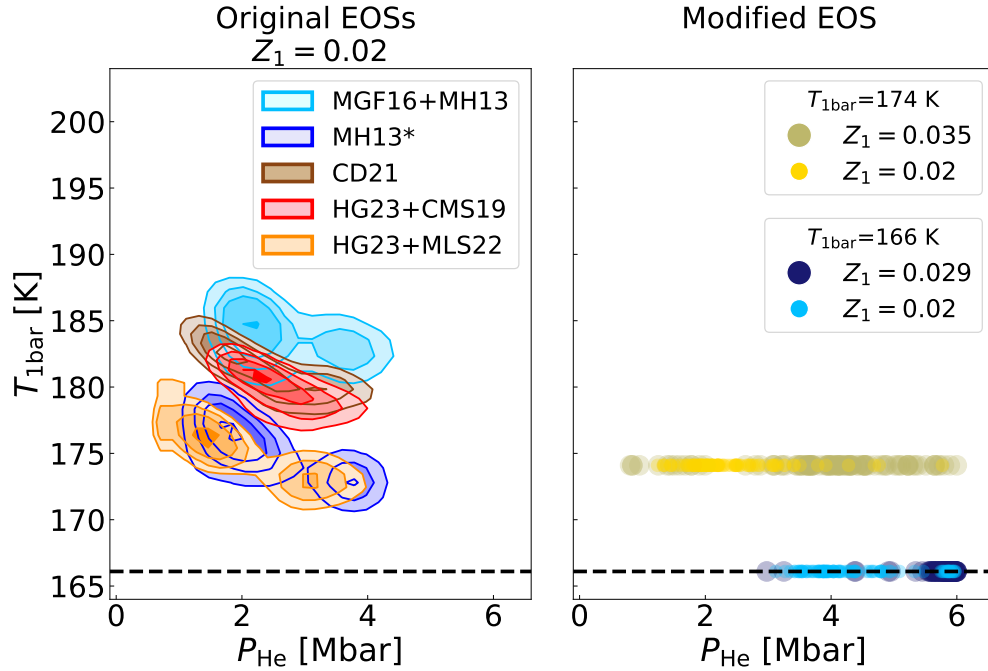 Original EOSs
Z₁ = 0.02
MGF16+MH13
MH13*
CD21
HG23+CMS19
HG23+MLS22
T₁bar [K]
200
195
190
185
180
175
170
165
0 2 4 6
P_He [Mbar]
Modified EOS
T₁bar=174 K
Z₁ = 0.035
Z₁ = 0.02
T₁bar=166 K
Z₁ = 0.029
Z₁ = 0.02
0 2 4 6
P_He [Mbar]